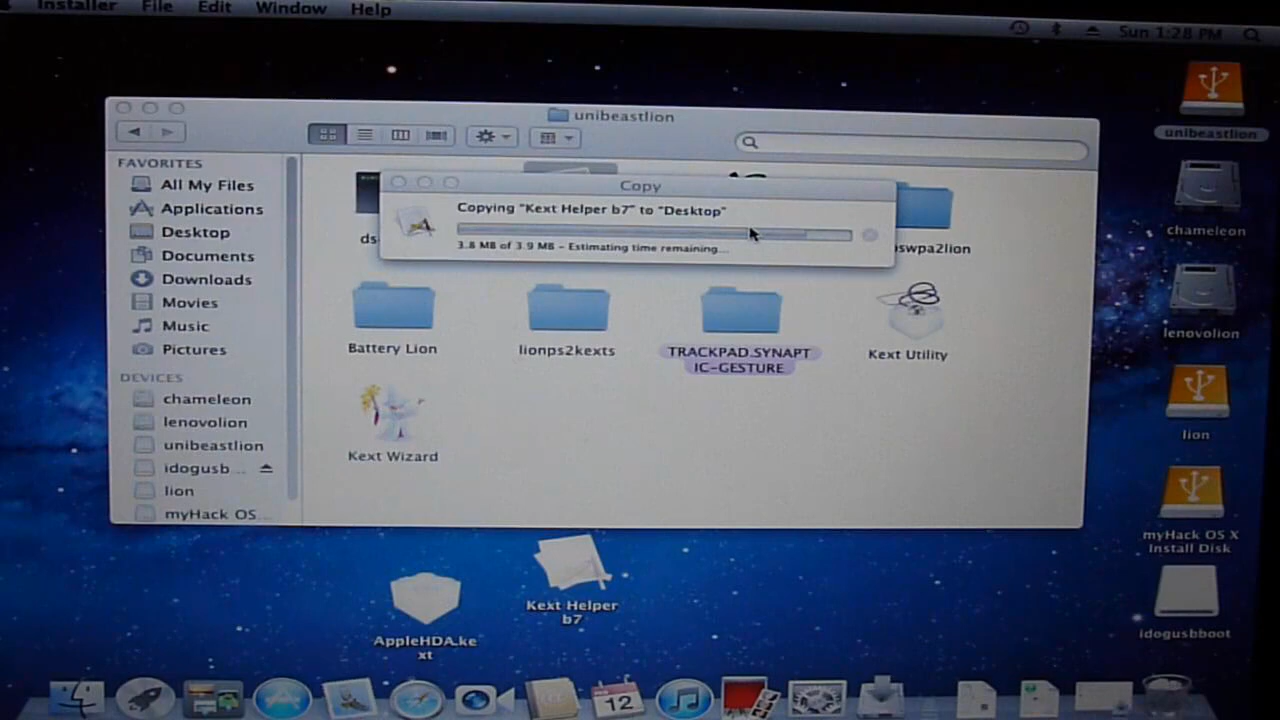 Installer File Edit Window Help
Sun 1:28 PM
unibeastlion
FAVORITES
All My Files
Applications
Desktop
Documents
Downloads
Movies
Music
Pictures
DEVICES
chameleon
lenovolion
unibeastlion
idogusb...
lion
myHack OS...
Copy
Copying "Kext Helper b7" to "Desktop"
3.8 MB of 3.9 MB - Estimating time remaining...
ds
swpa2lion
Battery Lion
lionps2kexts
TRACKPAD.SYNAPT
IC-GESTURE
Kext Utility
Kext Wizard
AppleHDA.ke
xt
Kext Helper
b7
unibeastlion
chameleon
lenovolion
lion
myHack OS X
Install Disk
idogusbboot
12